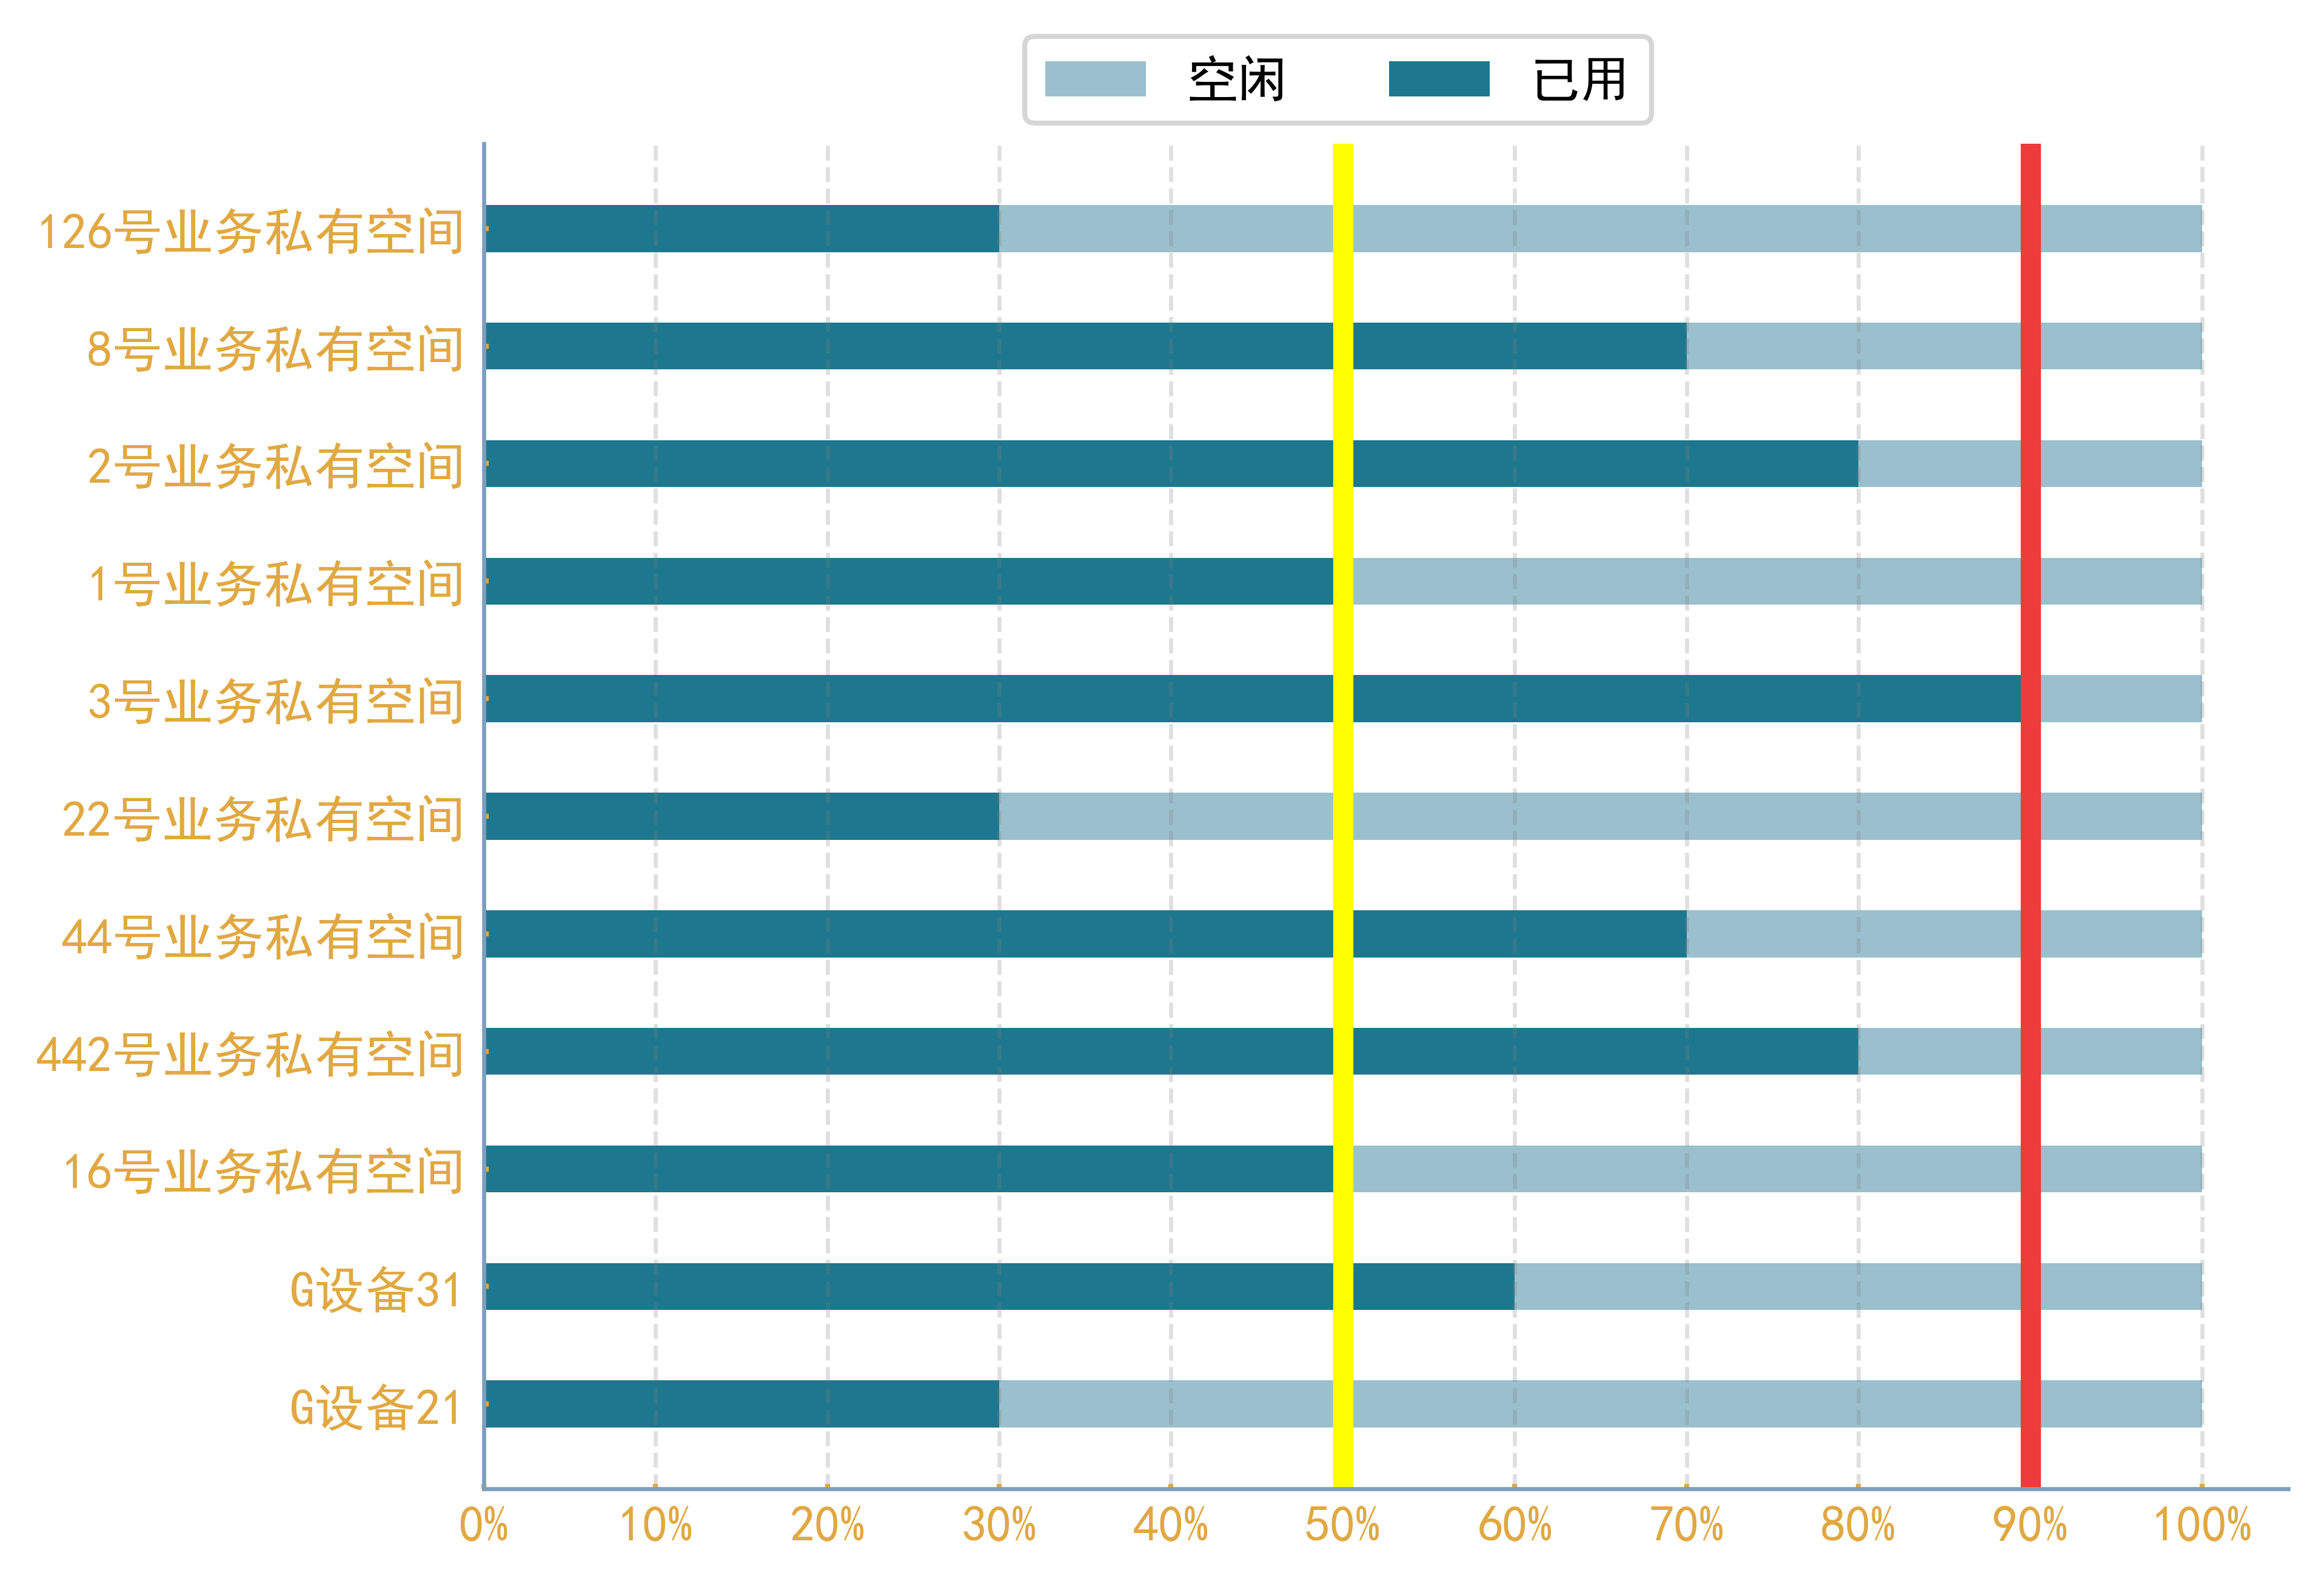 空闲 已用
126号业务私有空间
8号业务私有空间
2号业务私有空间
1号业务私有空间
3号业务私有空间
22号业务私有空间
44号业务私有空间
442号业务私有空间
16号业务私有空间
G设备31
G设备21
0% 10% 20% 30% 40% 50% 60% 70% 80% 90% 100%